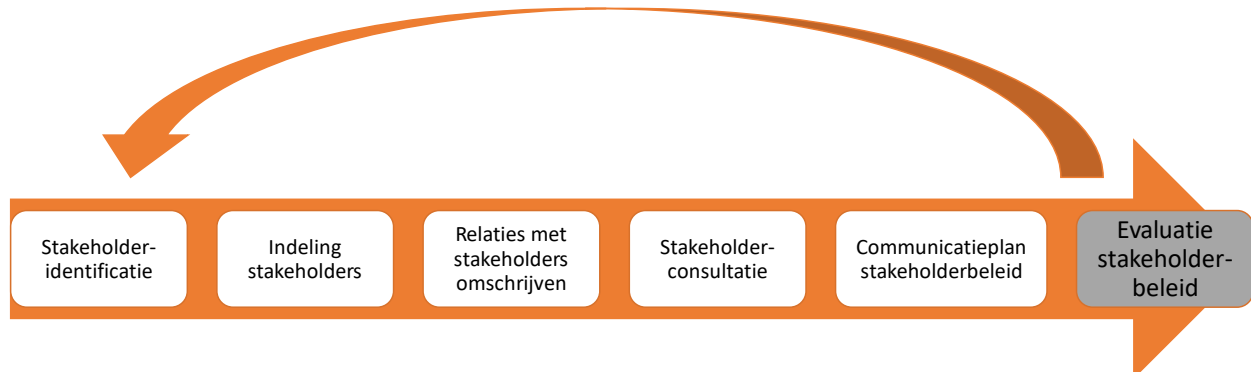 Stakeholder-
identificatie
Indeling
stakeholders
Relaties met
stakeholders
omschrijven
Stakeholder-
consultatie
Communicatieplan
stakeholderbeleid
Evaluatie
stakeholder-
beleid